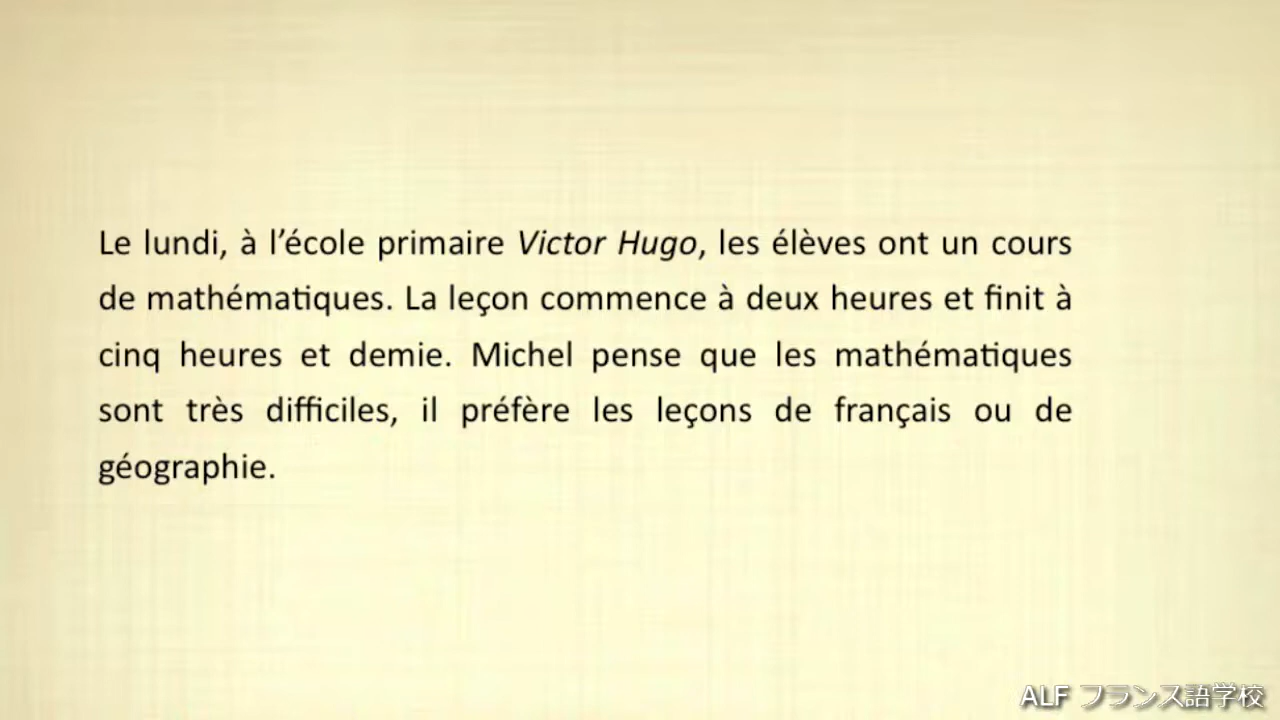 Le lundi, à l’école primaire Victor Hugo, les élèves ont un cours
de mathématiques. La leçon commence à deux heures et finit à
cinq heures et demie. Michel pense que les mathématiques
sont très difficiles, il préfère les leçons de français ou de
géographie.
ALF フランス語学校